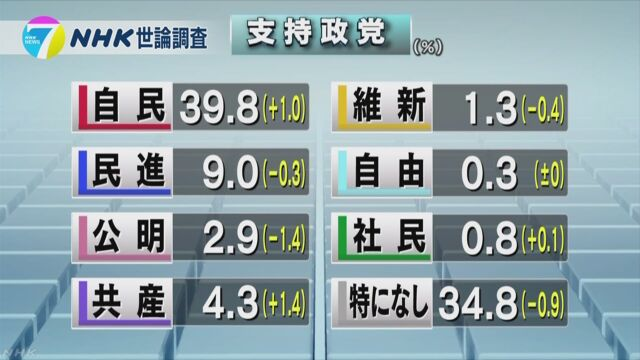 NHK NEWS 7
NHK世論調査
支持政党
(%)
自民 39.8(+1.0)
民進 9.0(-0.3)
公明 2.9(-1.4)
共産 4.3(+1.4)
維新 1.3(-0.4)
自由 0.3(±0)
社民 0.8(+0.1)
特になし 34.8(-0.9)
NHK